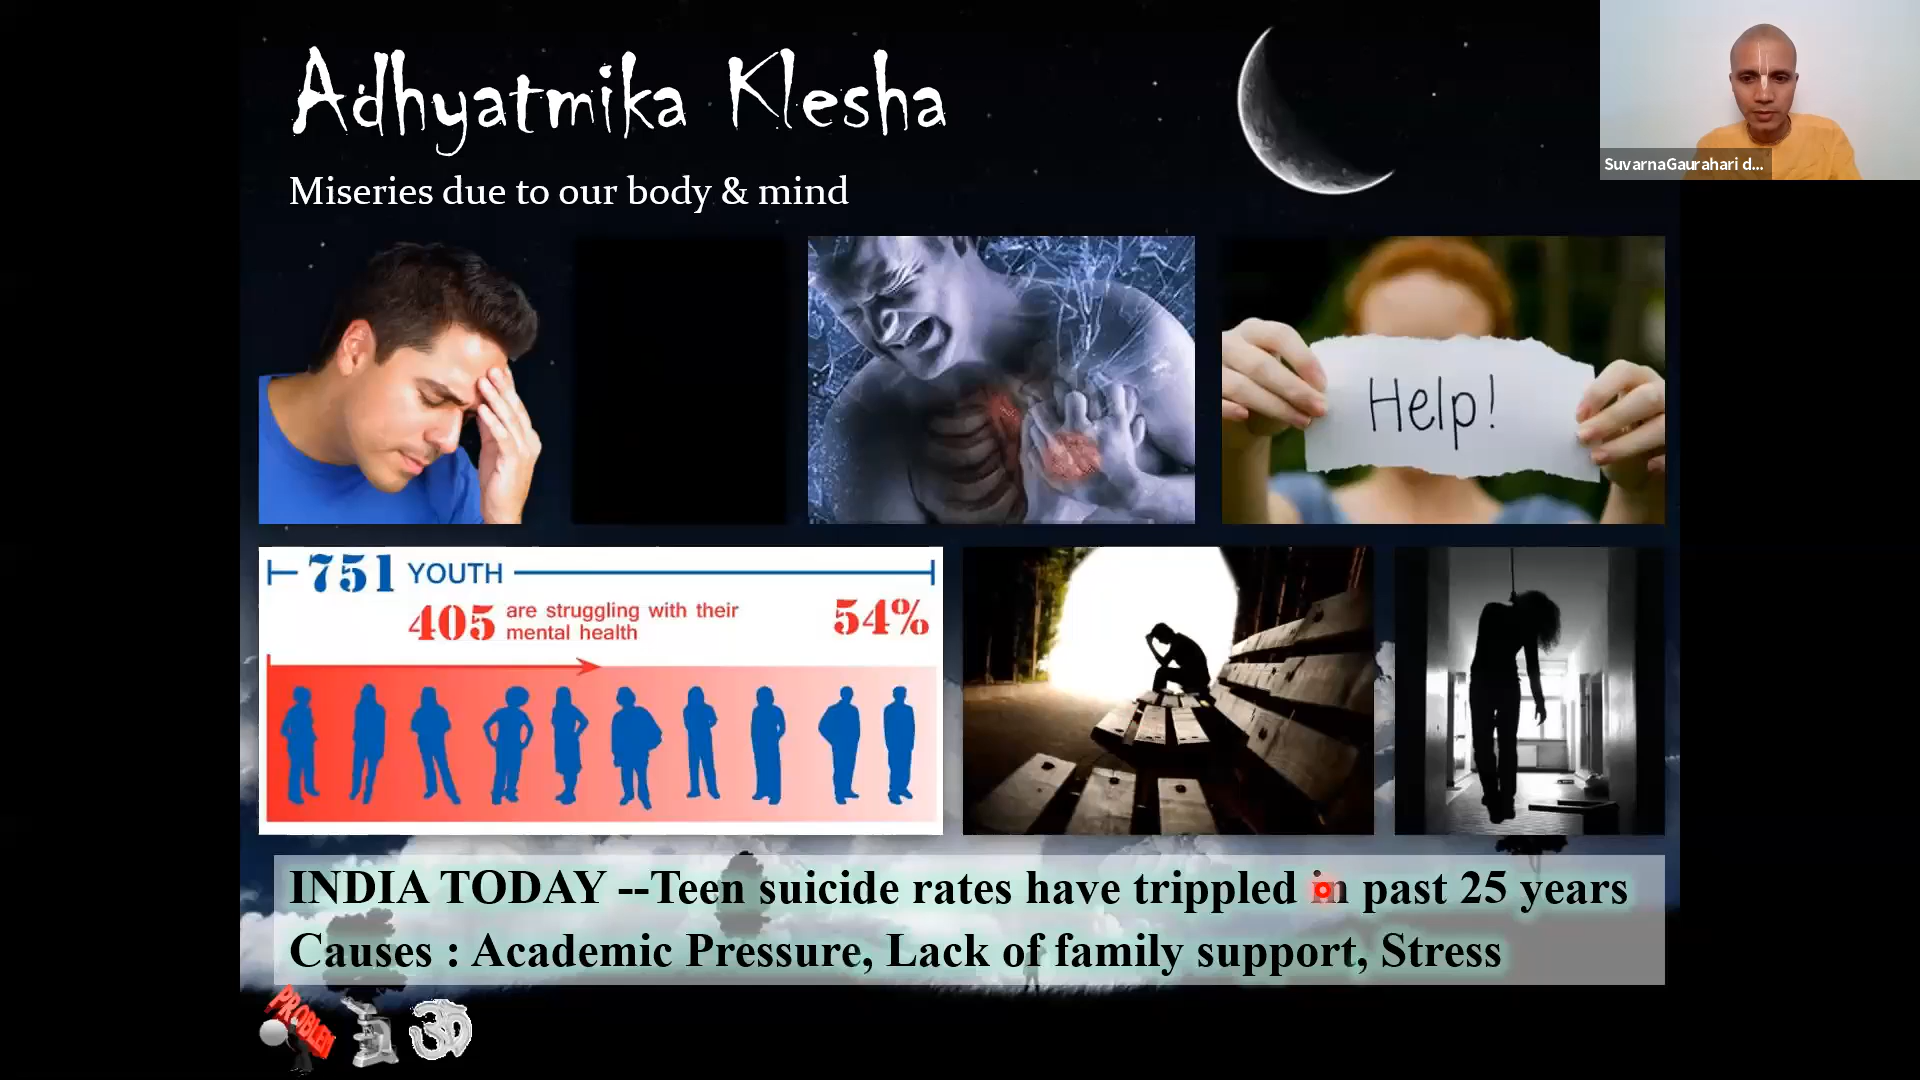 Adhyatmika Klesha
Miseries due to our body & mind
SuvarnaGaurahari d...
Help!
751 YOUTH
405 are struggling with their
mental health
54%
INDIA TODAY --Teen suicide rates have trippled in past 25 years
Causes : Academic Pressure, Lack of family support, Stress
PROBLEM
ॐ